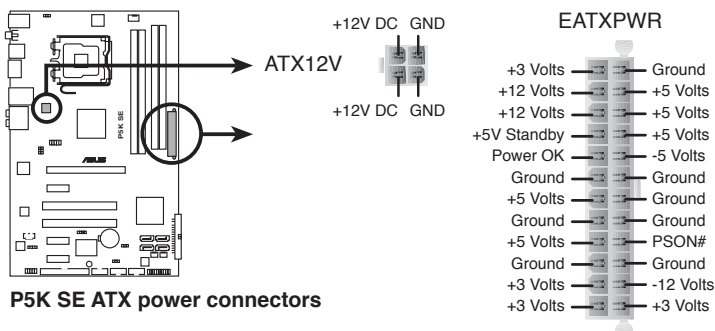 EATXPWR
+12V DC GND
ATX12V
+12V DC GND
P5K SE
ASUS
+3 Volts Ground
+12 Volts +5 Volts
+12 Volts +5 Volts
+5V Standby +5 Volts
Power OK -5 Volts
Ground Ground
+5 Volts Ground
Ground Ground
+5 Volts PSON#
Ground Ground
+3 Volts -12 Volts
+3 Volts +3 Volts
P5K SE ATX power connectors